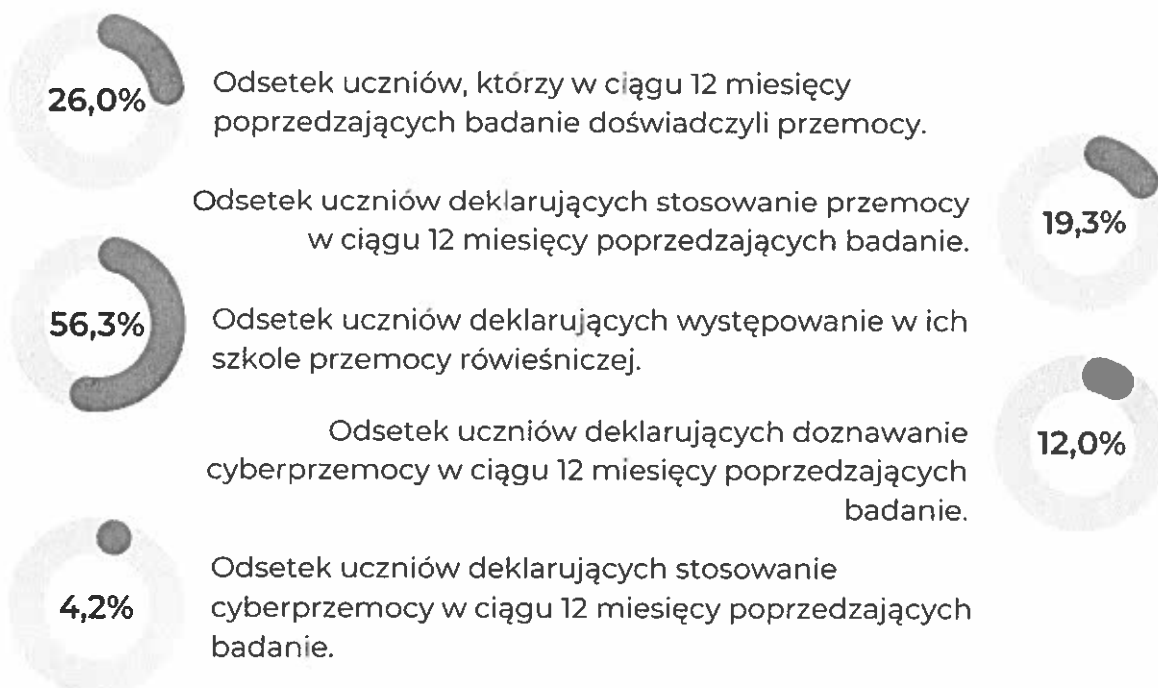 26,0%
Odsetek uczniów, którzy w ciągu 12 miesięcy
poprzedzających badanie doświadczyli przemocy.
Odsetek uczniów deklarujących stosowanie przemocy
w ciągu 12 miesięcy poprzedzających badanie.
19,3%
56,3%
Odsetek uczniów deklarujących występowanie w ich
szkole przemocy rówieśniczej.
Odsetek uczniów deklarujących doznawanie
cyberprzemocy w ciągu 12 miesięcy poprzedzających
badanie.
12,0%
4,2%
Odsetek uczniów deklarujących stosowanie
cyberprzemocy w ciągu 12 miesięcy poprzedzających
badanie.